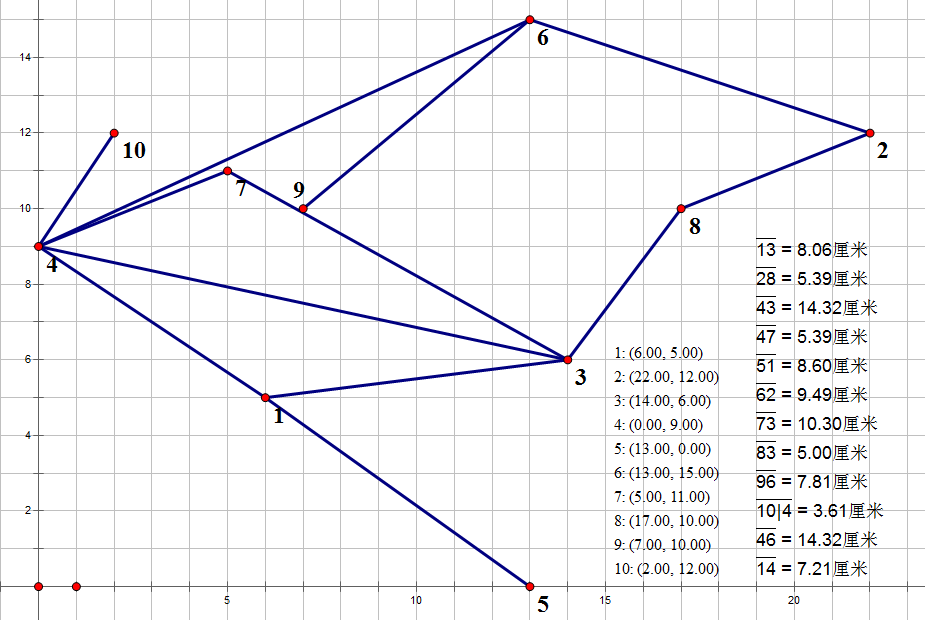 14
12
10
8
6
4
2
5
10
15
20
6
10
2
7
9
8
4
3
1
5
1: (6.00, 5.00)
2: (22.00, 12.00)
3: (14.00, 6.00)
4: (0.00, 9.00)
5: (13.00, 0.00)
6: (13.00, 15.00)
7: (5.00, 11.00)
8: (17.00, 10.00)
9: (7.00, 10.00)
10: (2.00, 12.00)
13 = 8.06厘米
28 = 5.39厘米
43 = 14.32厘米
47 = 5.39厘米
51 = 8.60厘米
62 = 9.49厘米
73 = 10.30厘米
83 = 5.00厘米
96 = 7.81厘米
10|4 = 3.61厘米
46 = 14.32厘米
14 = 7.21厘米